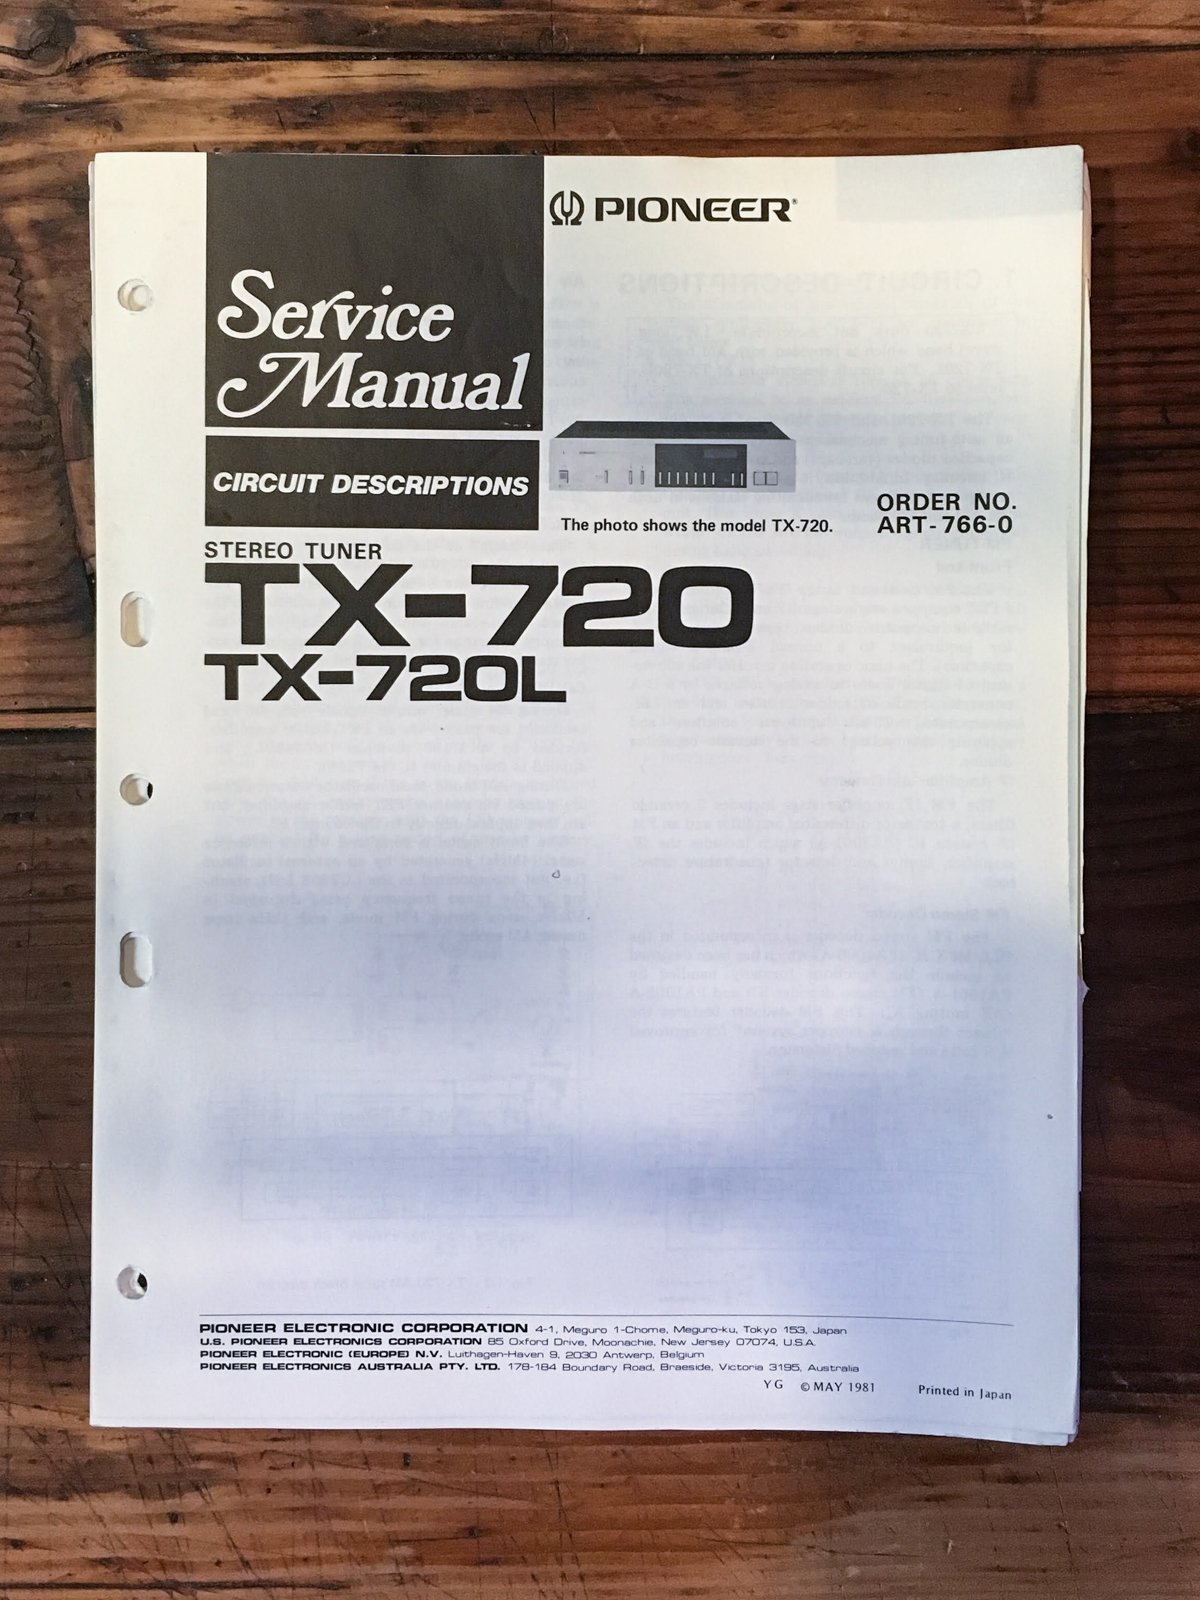 PIONEER®
Service
Manual
CIRCUIT DESCRIPTIONS
The photo shows the model TX-720.
ORDER NO.
ART-766-0
STEREO TUNER
TX-720
TX-720L
PIONEER ELECTRONIC CORPORATION 4-1, Meguro 1-Chome, Meguro-ku, Tokyo 153, Japan
U.S. PIONEER ELECTRONICS CORPORATION 85 Oxford Drive, Moonachie, New Jersey 07074, U.S.A.
PIONEER ELECTRONIC (EUROPE) N.V. Luithagen-Haven 9, 2030 Antwerp, Belgium
PIONEER ELECTRONICS AUSTRALIA PTY. LTD. 178-184 Boundary Road, Braeside, Victoria 3195, Australia
YG © MAY 1981 Printed in Japan